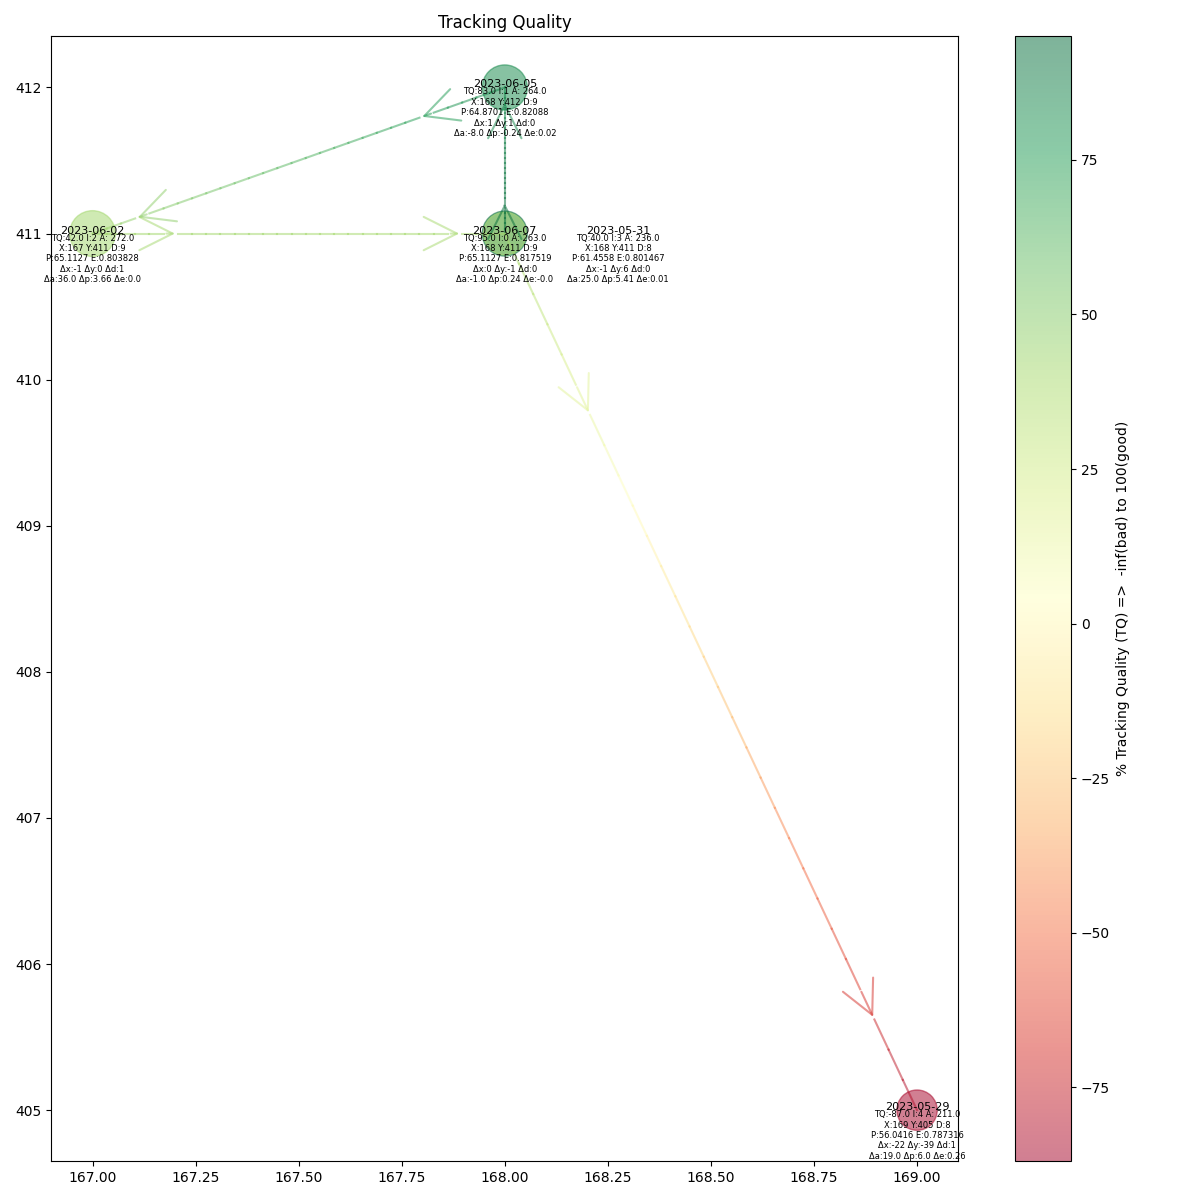 Tracking Quality
412
411
410
409
408
407
406
405
2023-06-05
TQ:83.0 I:1 A: 264.0
X:168 Y:412 D:9
P:64.8701 E:0.82088
Δx:1 Δy:1 Δd:0
Δa:-8.0 Δp:-0.24 Δe:0.02
2023-06-02
TQ:42.0 I:2 A: 272.0
X:167 Y:411 D:9
P:65.1127 E:0.803828
Δx:-1 Δy:0 Δd:1
Δa:36.0 Δp:3.66 Δe:0.0
2023-06-07
TQ:95.0 I:0 A: 263.0
X:168 Y:411 D:9
P:65.1127 E:0.817519
Δx:0 Δy:-1 Δd:0
Δa:-1.0 Δp:0.24 Δe:-0.0
2023-05-31
TQ:40.0 I:3 A: 236.0
X:168 Y:411 D:8
P:61.4558 E:0.801467
Δx:-1 Δy:6 Δd:0
Δa:25.0 Δp:5.41 Δe:0.01
2023-05-29
TQ:-87.0 I:4 A: 211.0
X:169 Y:405 D:8
P:56.0416 E:0.787316
Δx:-22 Δy:-39 Δd:1
Δa:19.0 Δp:6.0 Δe:0.26
167.00 167.25 167.50 167.75 168.00 168.25 168.50 168.75 169.00
75
50
25
0
−25
−50
−75
% Tracking Quality (TQ) => -inf(bad) to 100(good)